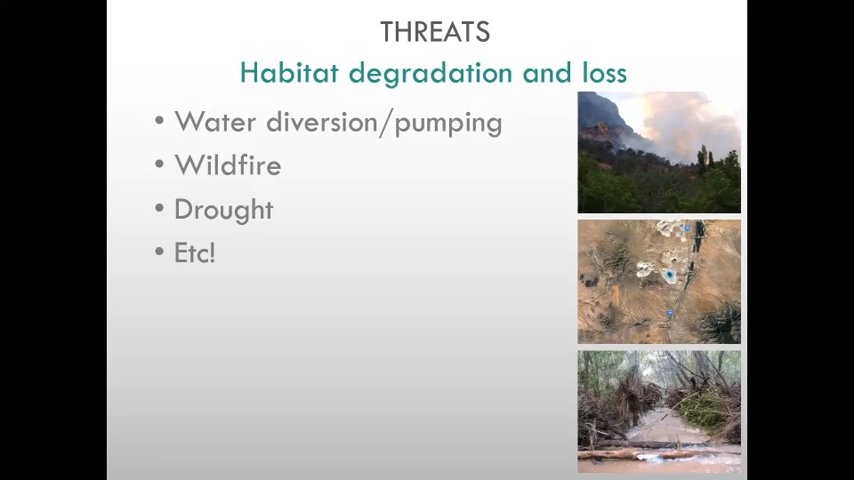 THREATS
Habitat degradation and loss
• Water diversion/pumping
• Wildfire
• Drought
• Etc!